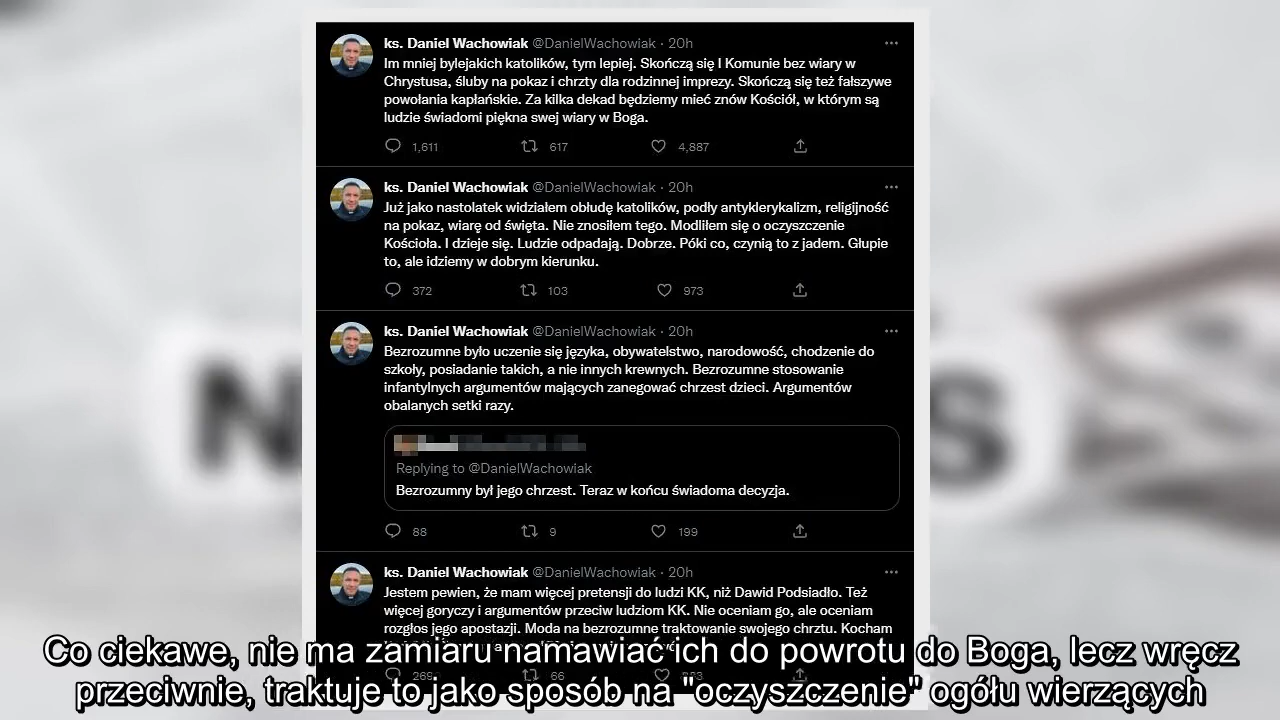 ks. Daniel Wachowiak @DanielWachowiak · 20h
Im mniej bylejakich katolików, tym lepiej. Skończą się I Komunie bez wiary w
Chrystusa, śluby na pokaz i chrzty dla rodzinnej imprezy. Skończą się też fałszywe
powołania kapłańskie. Za kilka dekad będziemy mieć znów Kościół, w którym są
ludzie świadomi piękna swej wiary w Boga.
1,611 617 4,887
ks. Daniel Wachowiak @DanielWachowiak · 20h
Już jako nastolatek widziałem obłudę katolików, podły antyklerykalizm, religijność
na pokaz, wiarę od święta. Nie znosiłem tego. Modliłem się o oczyszczenie
Kościoła. I dzieje się. Ludzie odpadają. Dobrze. Póki co, czynią to z jadem. Głupie
to, ale idziemy w dobrym kierunku.
372 103 973
ks. Daniel Wachowiak @DanielWachowiak · 20h
Bezrozumne było uczenie się języka, obywatelstwo, narodowość, chodzenie do
szkoły, posiadanie takich, a nie innych krewnych. Bezrozumne stosowanie
infantylnych argumentów mających zanegować chrzest dzieci. Argumentów
obalanych setki razy.
Replying to @DanielWachowiak
Bezrozumny był jego chrzest. Teraz w końcu świadoma decyzja.
88 9 199
ks. Daniel Wachowiak @DanielWachowiak · 20h
Jestem pewien, że mam więcej pretensji do ludzi KK, niż Dawid Podsiadło. Też
więcej goryczy i argumentów przeciw ludziom KK. Nie oceniam go, ale oceniam
rozgłos jego apostazji. Moda na bezrozumne traktowanie swojego chrztu. Kocham
Co ciekawe, nie ma zamiaru namawiać ich do powrotu do Boga, lecz wręcz
66
przeciwnie, traktuje to jako sposób na "oczyszczenie" ogółu wierzących
N S